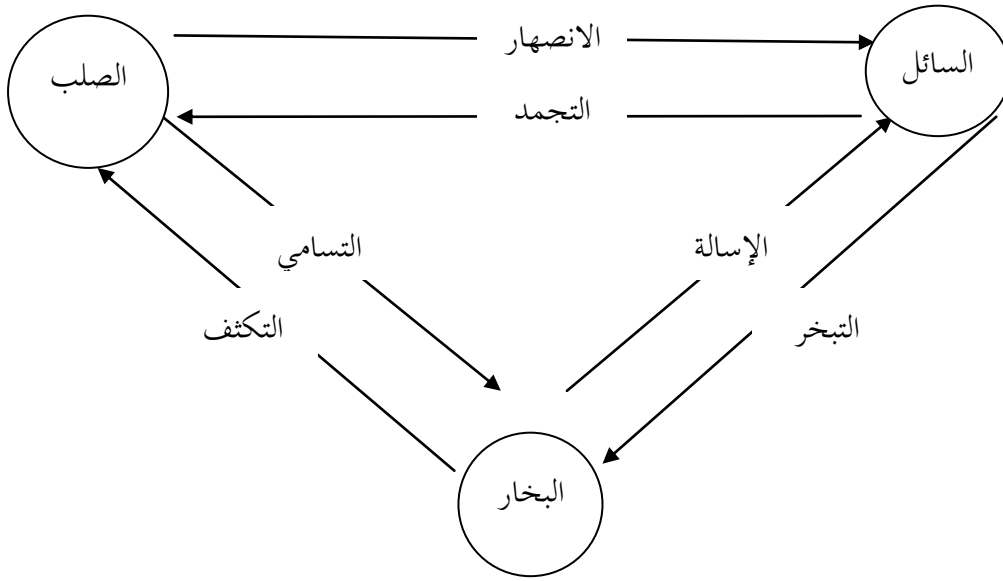 الانصهار
السائل
الصلب
التجمد
التسامي
الإسالة
التكثف
التبخر
البخار